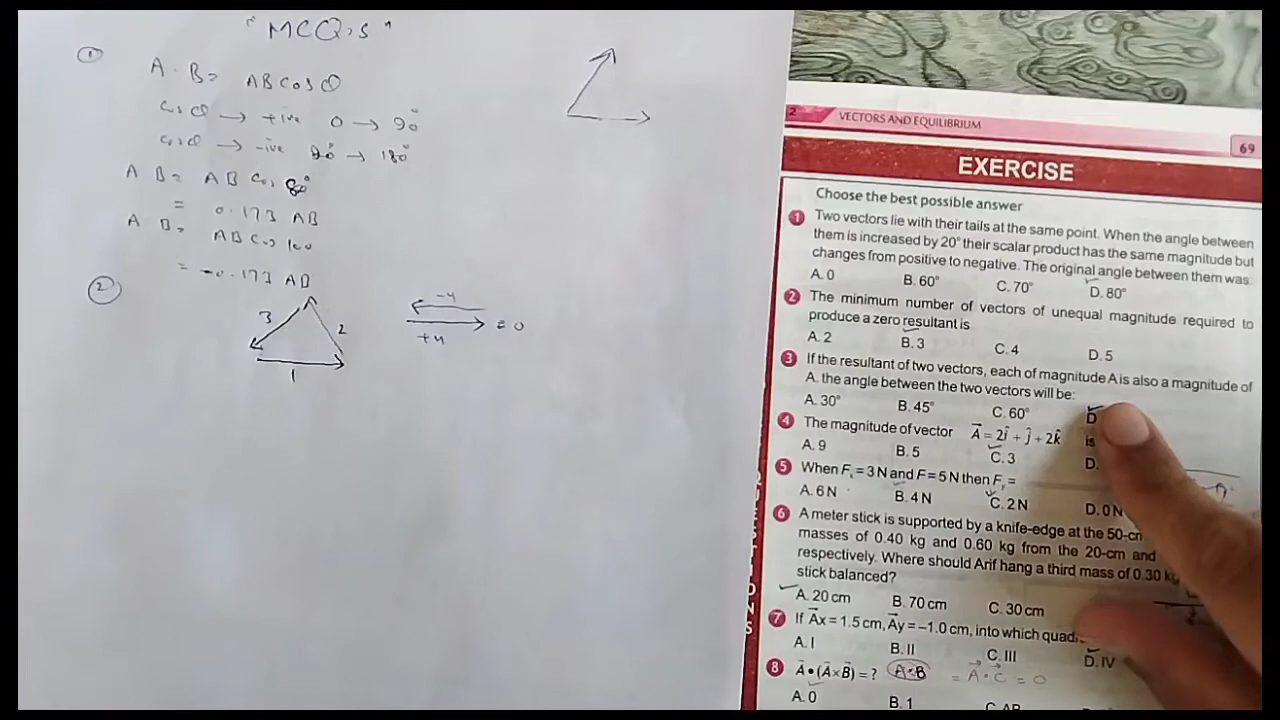 "MCQ,s"
①
A . B = AB Cos θ
Cos θ → +ive 0 → 90°
cos θ → -ive 90° → 180°
A B = AB Cos 80°
= 0.173 AB
A B = AB Cos 100
= -0.173 AB
②
3 2
1
-4
+4 = 0
2 VECTORS AND EQUILIBRIUM 69
EXERCISE
Choose the best possible answer
1 Two vectors lie with their tails at the same point. When the angle between
them is increased by 20° their scalar product has the same magnitude but
changes from positive to negative. The original angle between them was:
A. 0 B. 60° C. 70° D. 80°
2 The minimum number of vectors of unequal magnitude required to
produce a zero resultant is
A. 2 B. 3 C. 4 D. 5
3 If the resultant of two vectors, each of magnitude A is also a magnitude of
A. the angle between the two vectors will be:
A. 30° B. 45° C. 60° D
4 The magnitude of vector A⃗ = 2î + ĵ + 2k̂ is
A. 9 B. 5 C. 3 D.
5 When Fₓ = 3 N and F = 5 N then Fᵧ =
A. 6 N B. 4 N C. 2 N D. 0 N
6 A meter stick is supported by a knife-edge at the 50-cm
masses of 0.40 kg and 0.60 kg from the 20-cm and
respectively. Where should Arif hang a third mass of 0.30 kg
stick balanced?
A. 20 cm B. 70 cm C. 30 cm
7 If A⃗x = 1.5 cm, A⃗y = -1.0 cm, into which quad
A. I B. II C. III D. IV
8 A⃗•(A⃗×B⃗) = ? A×B = A⃗ • C⃗ = 0
A. 0 B. 1 C. AB